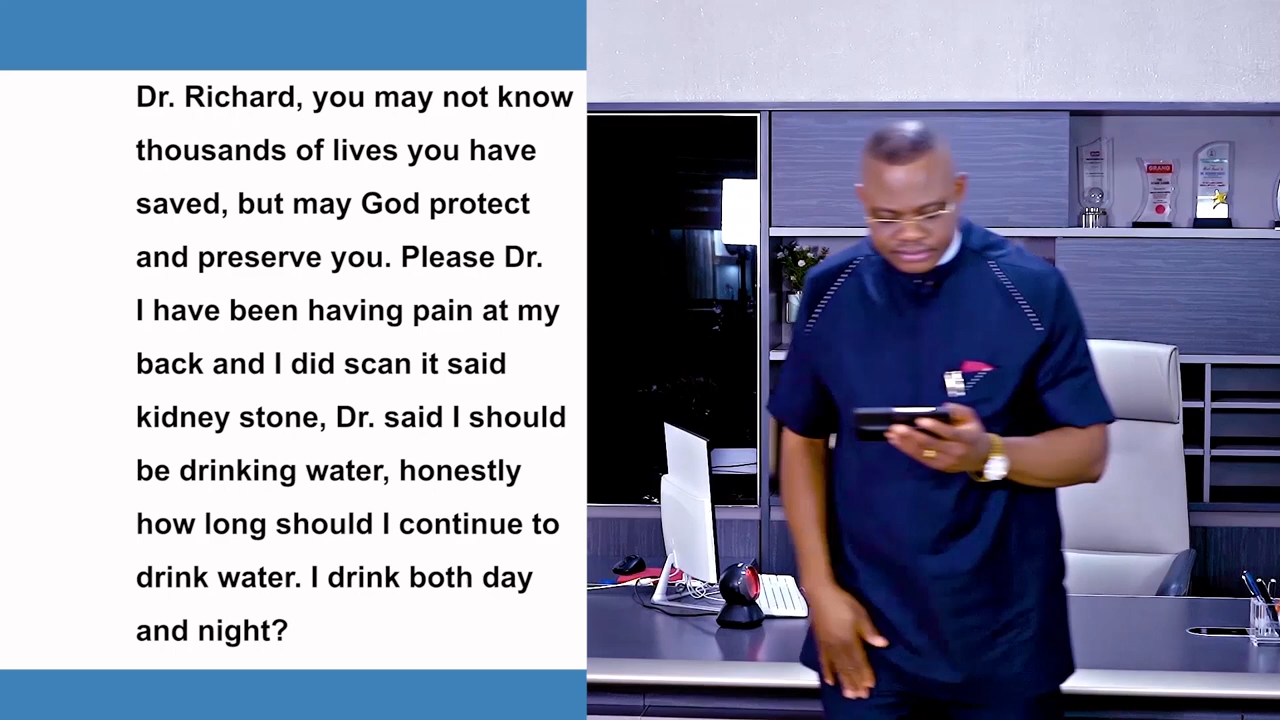 Dr. Richard, you may not know
thousands of lives you have
saved, but may God protect
and preserve you. Please Dr.
I have been having pain at my
back and I did scan it said
kidney stone, Dr. said I should
be drinking water, honestly
how long should I continue to
drink water. I drink both day
and night?
GRAND